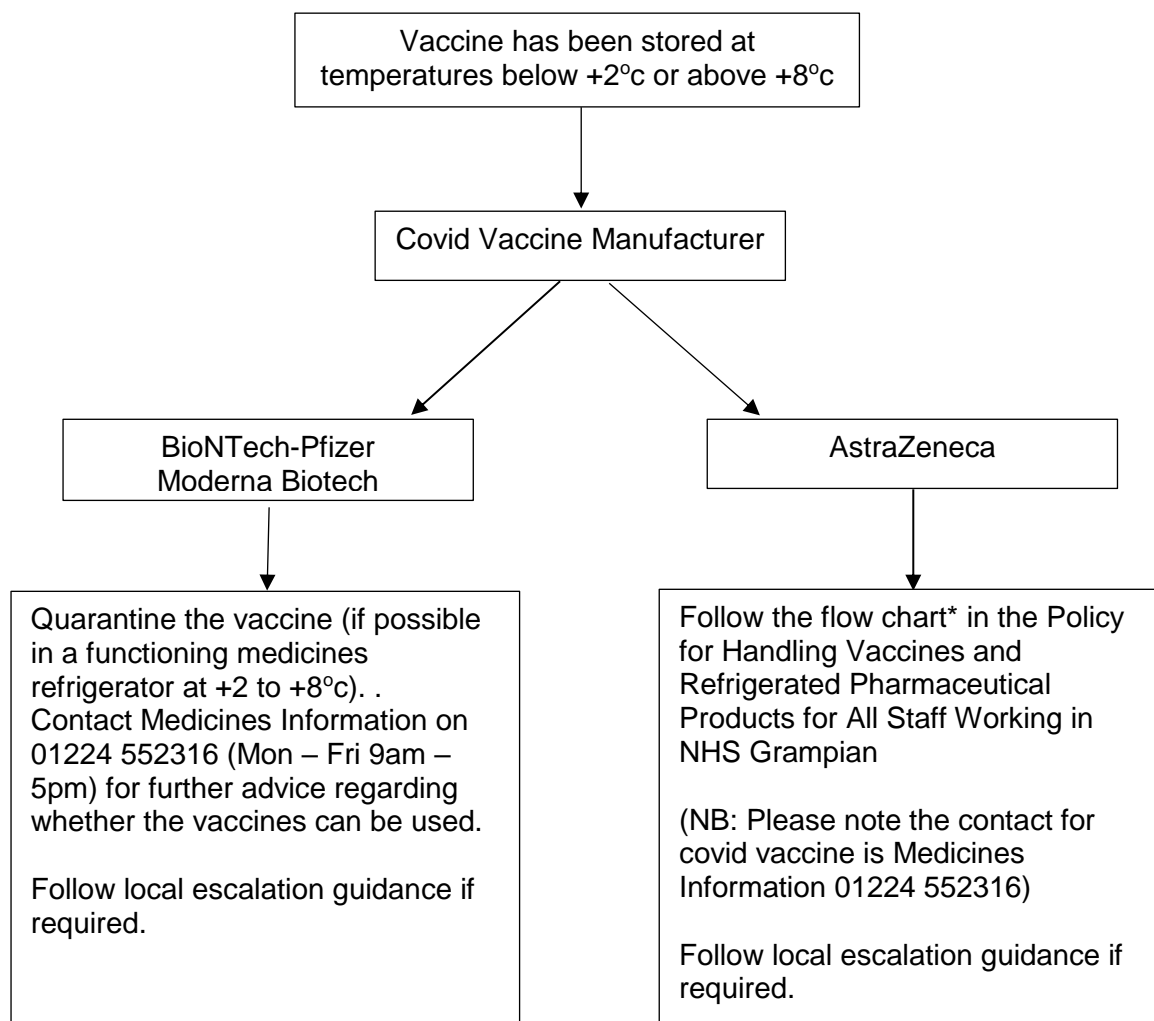 Vaccine has been stored at
temperatures below +2ºc or above +8ºc
Covid Vaccine Manufacturer
BioNTech-Pfizer
Moderna Biotech
AstraZeneca
Quarantine the vaccine (if possible
in a functioning medicines
refrigerator at +2 to +8ºc). .
Contact Medicines Information on
01224 552316 (Mon – Fri 9am –
5pm) for further advice regarding
whether the vaccines can be used.
Follow local escalation guidance if
required.
Follow the flow chart* in the Policy
for Handling Vaccines and
Refrigerated Pharmaceutical
Products for All Staff Working in
NHS Grampian
(NB: Please note the contact for
covid vaccine is Medicines
Information 01224 552316)
Follow local escalation guidance if
required.